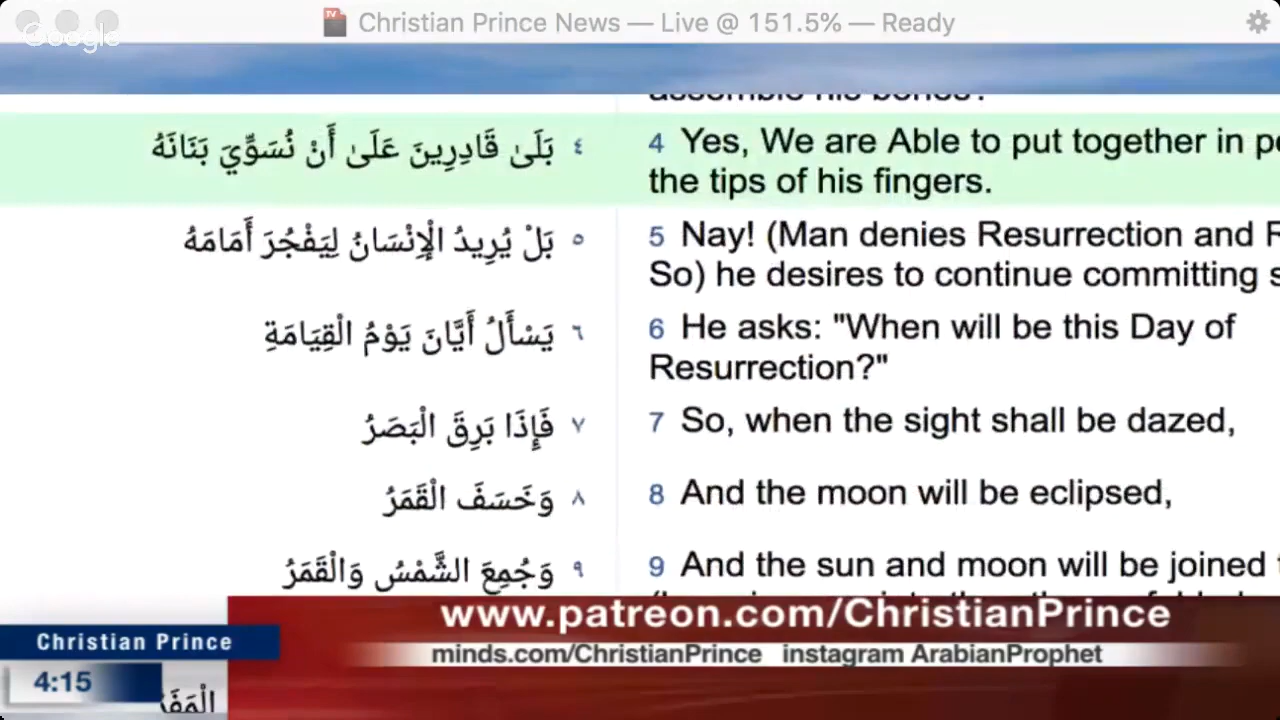 Christian Prince News — Live @ 151.5% — Ready
Google
assemble his bones?
٤ بَلَىٰ قَادِرِينَ عَلَىٰ أَنْ نُسَوِّيَ بَنَانَهُ
4 Yes, We are Able to put together in
the tips of his fingers.
٥ بَلْ يُرِيدُ الْإِنْسَانُ لِيَفْجُرَ أَمَامَهُ
5 Nay! (Man denies Resurrection and
So) he desires to continue committing
٦ يَسْأَلُ أَيَّانَ يَوْمُ الْقِيَامَةِ
6 He asks: "When will be this Day of
Resurrection?"
٧ فَإِذَا بَرِقَ الْبَصَرُ
7 So, when the sight shall be dazed,
٨ وَخَسَفَ الْقَمَرُ
8 And the moon will be eclipsed,
٩ وَجُمِعَ الشَّمْسُ وَالْقَمَرُ
9 And the sun and moon will be joined
www.patreon.com/ChristianPrince
Christian Prince
minds.com/ChristianPrince instagram ArabianProphet
4:15